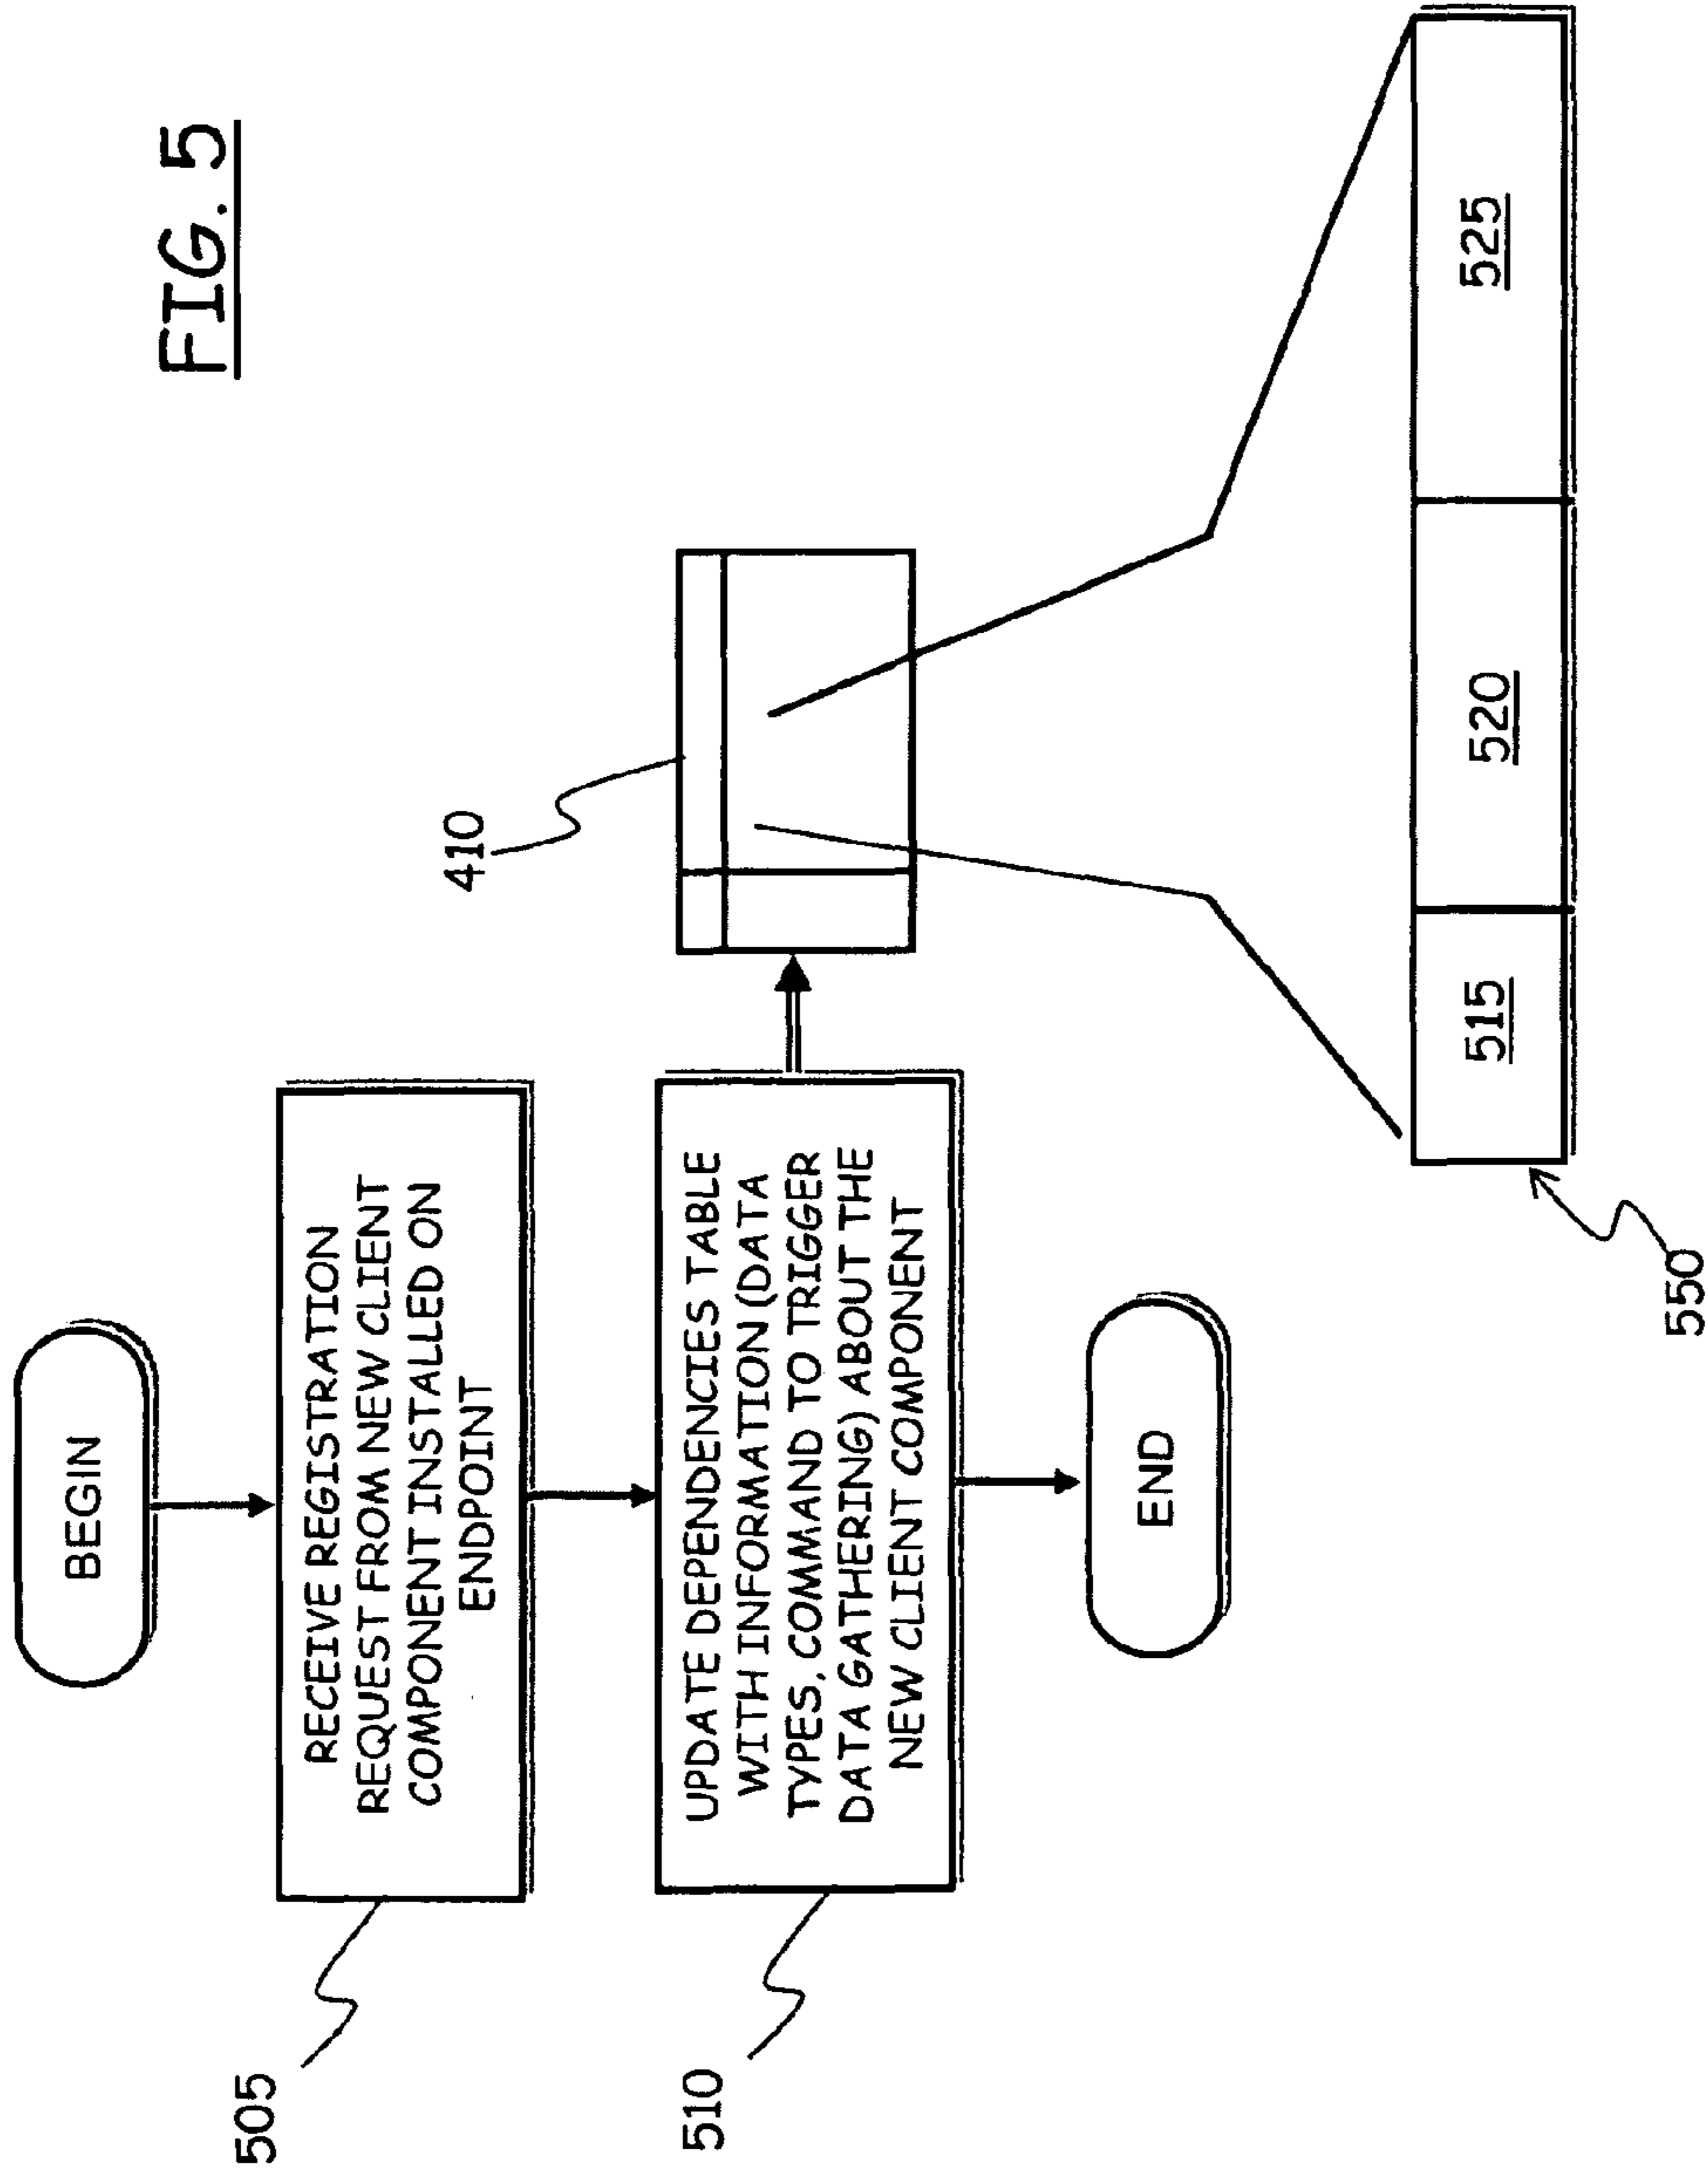 FIG. 5
BEGIN
505
RECEIVE REGISTRATION
REQUEST FROM NEW CLIENT
COMPONENT INSTALLED ON
ENDPOINT
510
UPDATE DEPENDENCIES TABLE
WITH INFORMATION (DATA
TYPES, COMMAND TO TRIGGER
DATA GATHERING) ABOUT THE
NEW CLIENT COMPONENT
410
END
515
520
525
550